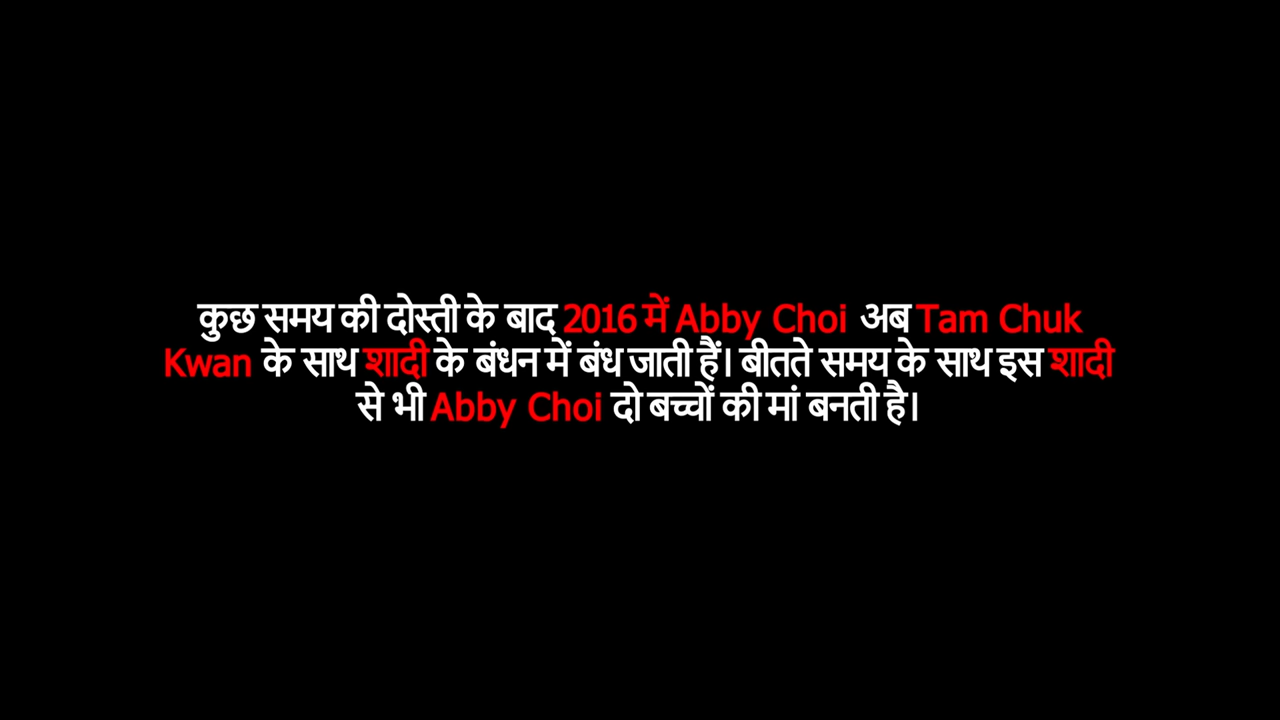 कुछ समय की दोस्ती के बाद 2016 में Abby Choi अब Tam Chuk
Kwan के साथ शादी के बंधन में बंध जाती हैं। बीतते समय के साथ इस शादी
से भी Abby Choi दो बच्चों की मां बनती है।